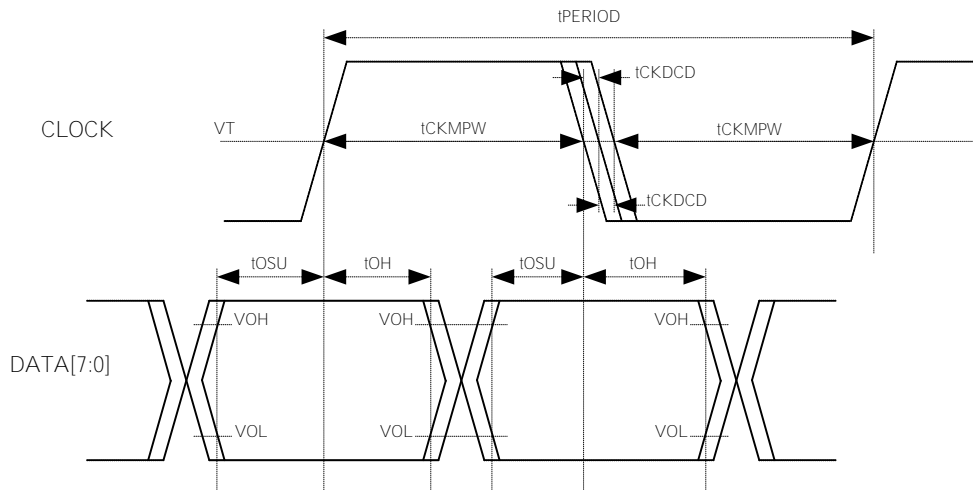 tPERIOD
tCKDCD
CLOCK VT tCKMPW tCKMPW
tCKDCD
tOSU tOH tOSU tOH
VOH VOH VOH
DATA[7:0]
VOL VOL VOL